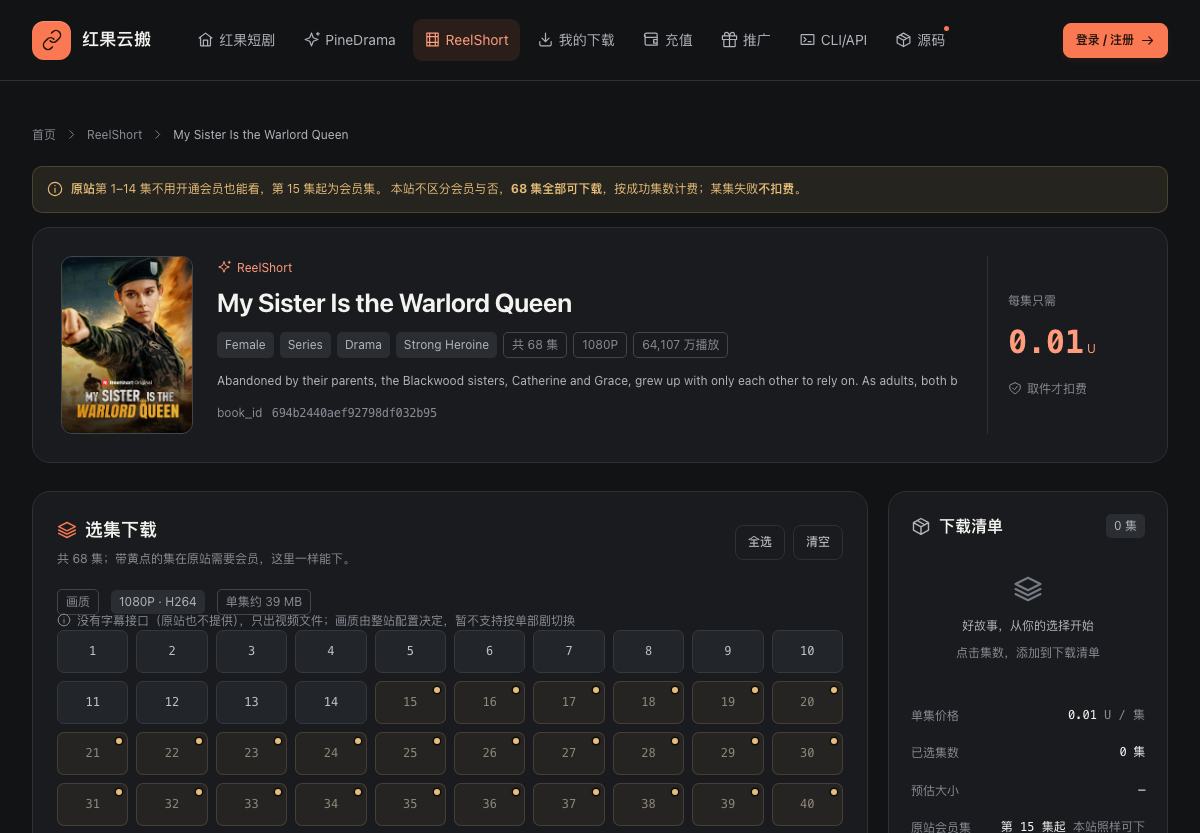 红果云搬
红果短剧
PineDrama
ReelShort
我的下载
充值
推广
CLI/API
源码
登录 / 注册 →
首页 > ReelShort > My Sister Is the Warlord Queen
原站第 1–14 集不用开通会员也能看，第 15 集起为会员集。 本站不区分会员与否，68 集全部可下载，按成功集数计费；某集失败不扣费。
ReelShort Original
MY SISTER IS THE
WARLORD QUEEN
ReelShort
My Sister Is the Warlord Queen
Female Series Drama Strong Heroine 共 68 集 1080P 64,107 万播放
Abandoned by their parents, the Blackwood sisters, Catherine and Grace, grew up with only each other to rely on. As adults, both b
book_id 694b2440aef92798df032b95
每集只需
0.01 U
取件才扣费
选集下载
共 68 集；带黄点的集在原站需要会员，这里一样能下。
全选 清空
画质 1080P · H264 单集约 39 MB
没有字幕接口（原站也不提供），只出视频文件；画质由整站配置决定，暂不支持按单部剧切换
1 2 3 4 5 6 7 8 9 10
11 12 13 14 15 16 17 18 19 20
21 22 23 24 25 26 27 28 29 30
31 32 33 34 35 36 37 38 39 40
下载清单 0 集
好故事，从你的选择开始
点击集数，添加到下载清单
单集价格 0.01 U / 集
已选集数 0 集
预估大小 —
原站会员集 第 15 集起 本站照样可下